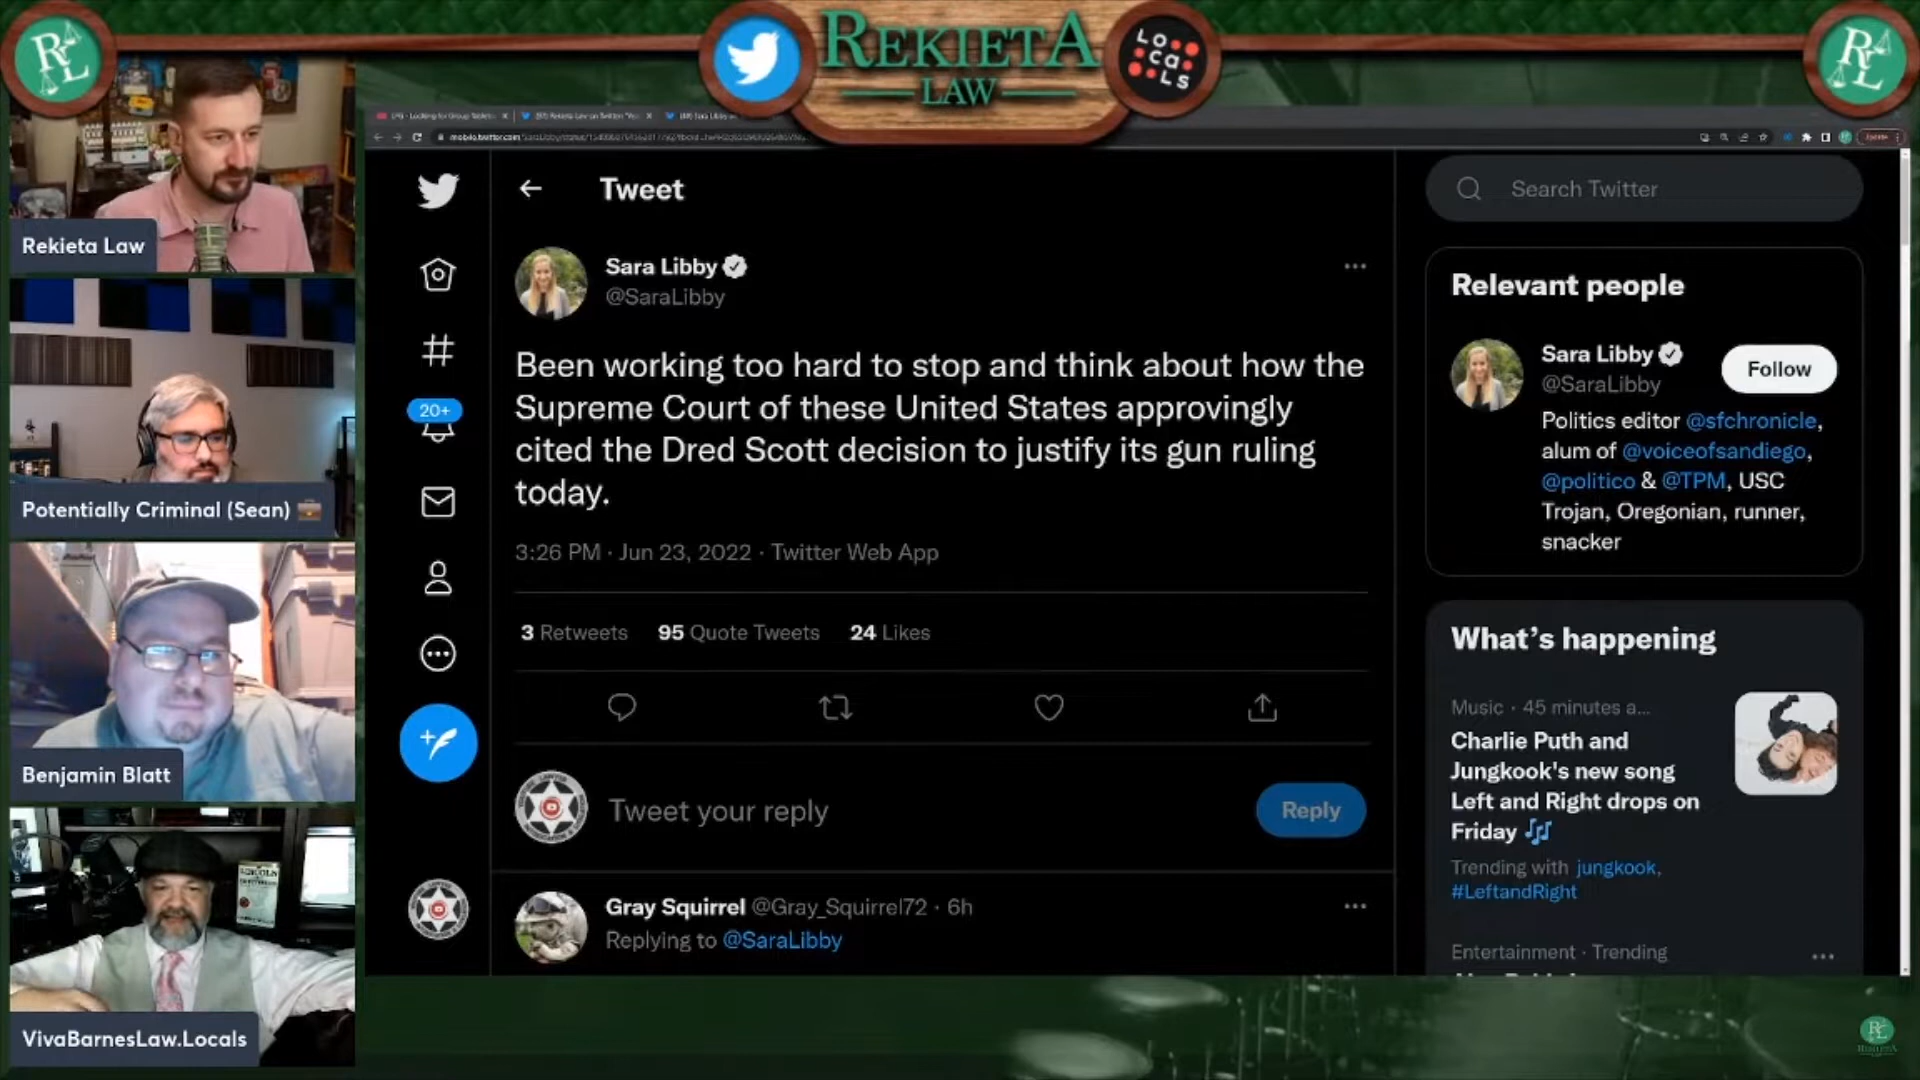 REKIETA
LAW
LOcaLS
RL
RL
Rekieta Law
Potentially Criminal (Sean)
Benjamin Blatt
VivaBarnesLaw.Locals
Tweet
Sara Libby
@SaraLibby
Been working too hard to stop and think about how the
Supreme Court of these United States approvingly
cited the Dred Scott decision to justify its gun ruling
today.
3:26 PM · Jun 23, 2022 · Twitter Web App
3 Retweets 95 Quote Tweets 24 Likes
20+
Tweet your reply
Reply
Gray Squirrel @Gray_Squirrel72 · 6h
Replying to @SaraLibby
Search Twitter
Relevant people
Sara Libby
@SaraLibby
Follow
Politics editor @sfchronicle,
alum of @voiceofsandiego,
@politico & @TPM, USC
Trojan, Oregonian, runner,
snacker
What's happening
Music · 45 minutes a...
Charlie Puth and
Jungkook's new song
Left and Right drops on
Friday
Trending with jungkook,
#LeftandRight
Entertainment · Trending
RL